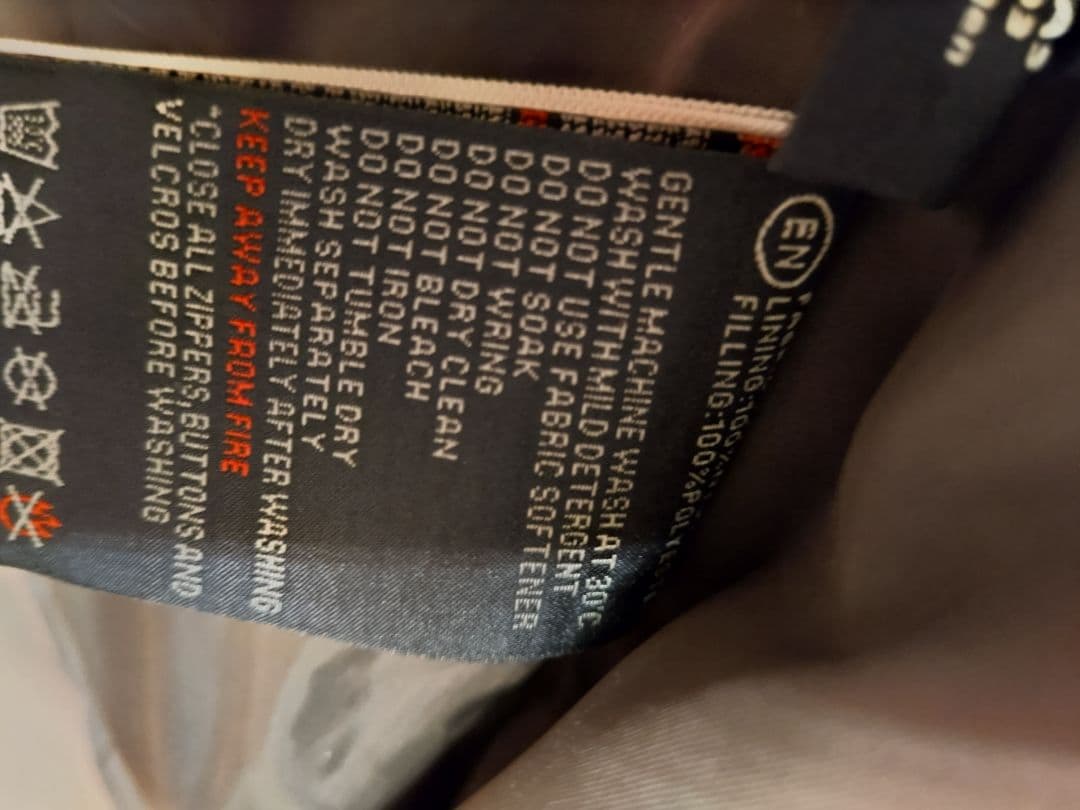 EN
FILLING:100%
GENTLE MACHINE WASH AT 30°C
WASH WITH MILD DETERGENT
DO NOT USE FABRIC SOFTENER
DO NOT SOAK
DO NOT WRING
DO NOT DRY CLEAN
DO NOT BLEACH
DO NOT IRON
DO NOT TUMBLE DRY
WASH SEPARATELY
DRY IMMEDIATELY AFTER WASHING
KEEP AWAY FROM FIRE
*CLOSE ALL ZIPPERS, BUTTONS AND
VELCROS BEFORE WASHING